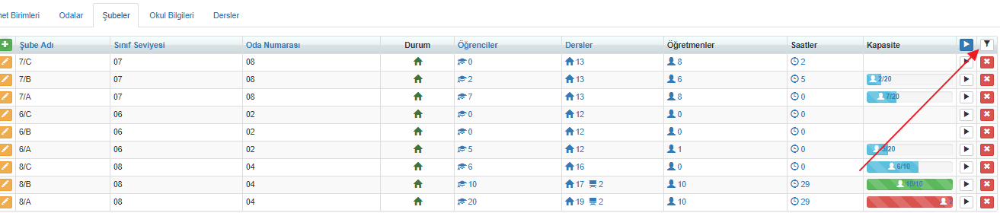 net Birimleri Odalar Şubeler Okul Bilgileri Dersler
Şube Adı Sınıf Seviyesi Oda Numarası Durum Öğrenciler Dersler Öğretmenler Saatler Kapasite
7/C 07 08 0 13 8 2
7/B 07 08 2 13 6 5 2/20
7/A 07 08 7 13 8 0 7/20
6/C 06 02 0 12 0 0
6/B 06 02 0 12 0 0
6/A 06 02 5 12 1 0 5/20
8/C 08 04 6 16 0 0 6/10
8/B 08 04 10 17 2 10 29 10/10
8/A 08 04 20 19 2 10 29 2